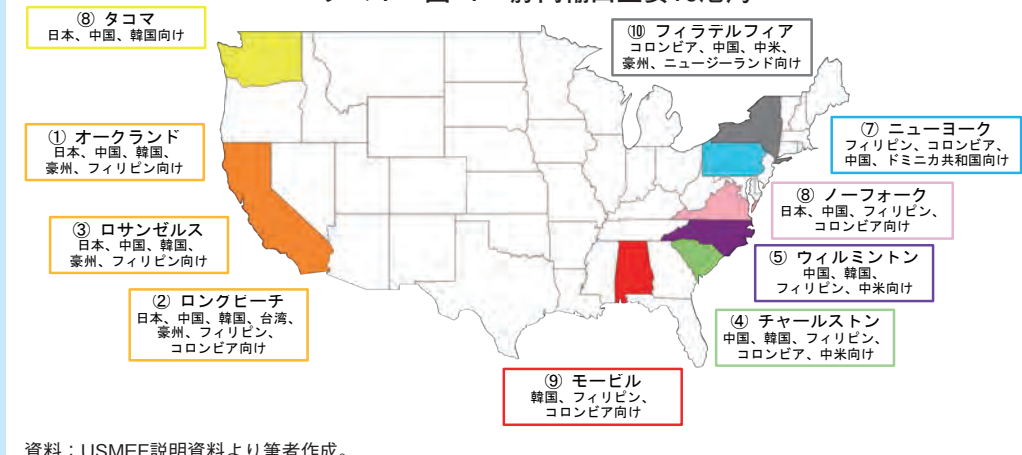 ⑧ タコマ
日本、中国、韓国向け
⑩ フィラデルフィア
コロンビア、中国、中米、
豪州、ニュージーランド向け
① オークランド
日本、中国、韓国、
豪州、フィリピン向け
⑦ ニューヨーク
フィリピン、コロンビア、
中国、ドミニカ共和国向け
⑧ ノーフォーク
日本、中国、フィリピン、
コロンビア向け
③ ロサンゼルス
日本、中国、韓国、
豪州、フィリピン向け
⑤ ウィルミントン
中国、韓国、
フィリピン、中米向け
② ロングビーチ
日本、中国、韓国、台湾、
豪州、フィリピン、
コロンビア向け
④ チャールストン
中国、韓国、フィリピン、
コロンビア、中米向け
⑨ モービル
韓国、フィリピン、
コロンビア向け
資料：USMEF説明資料より筆者作成。